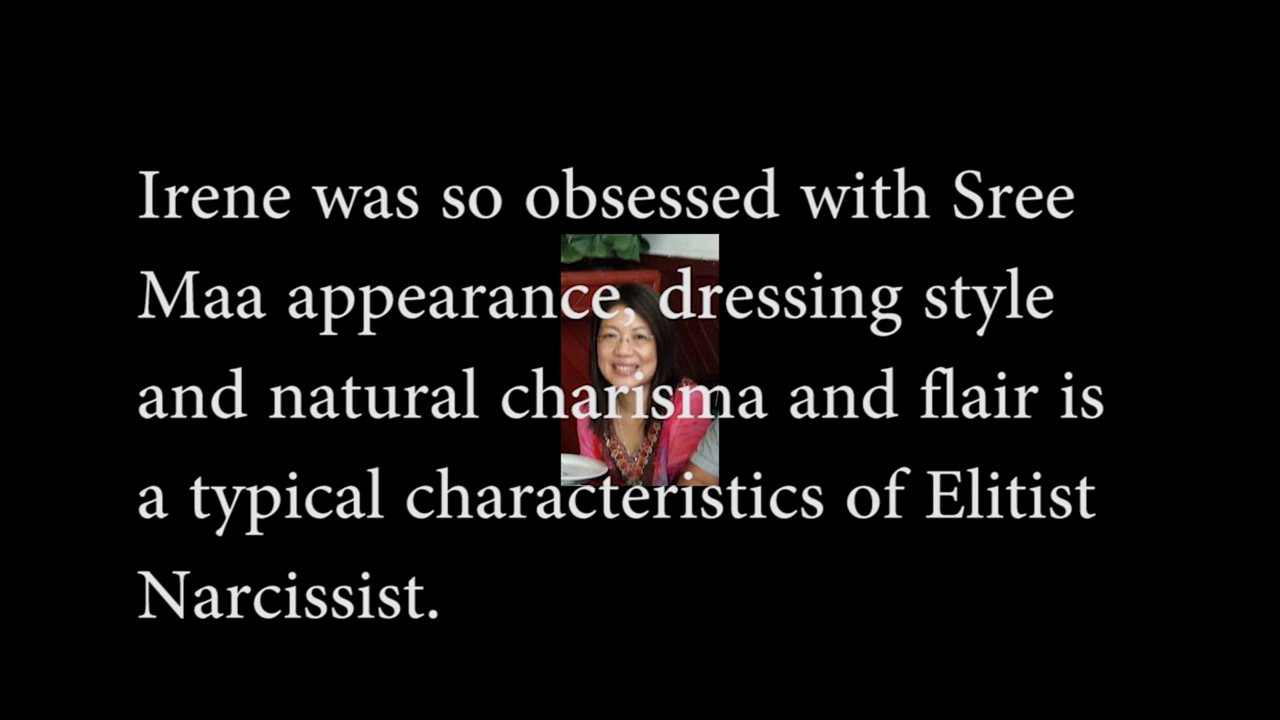 Irene was so obsessed with Sree
Maa appearance, dressing style
and natural charisma and flair is
a typical characteristics of Elitist
Narcissist.